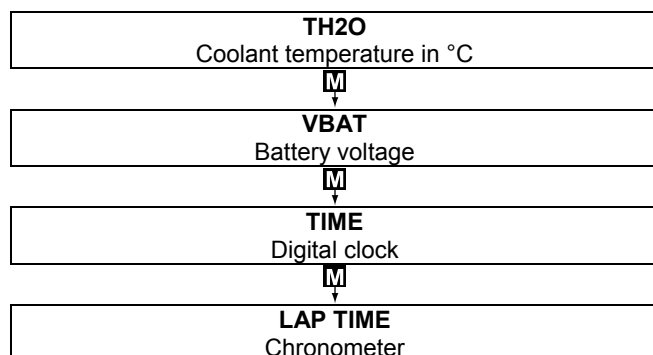 TH2O
Coolant temperature in °C
M
VBAT
Battery voltage
M
TIME
Digital clock
M
LAP TIME
Chronometer